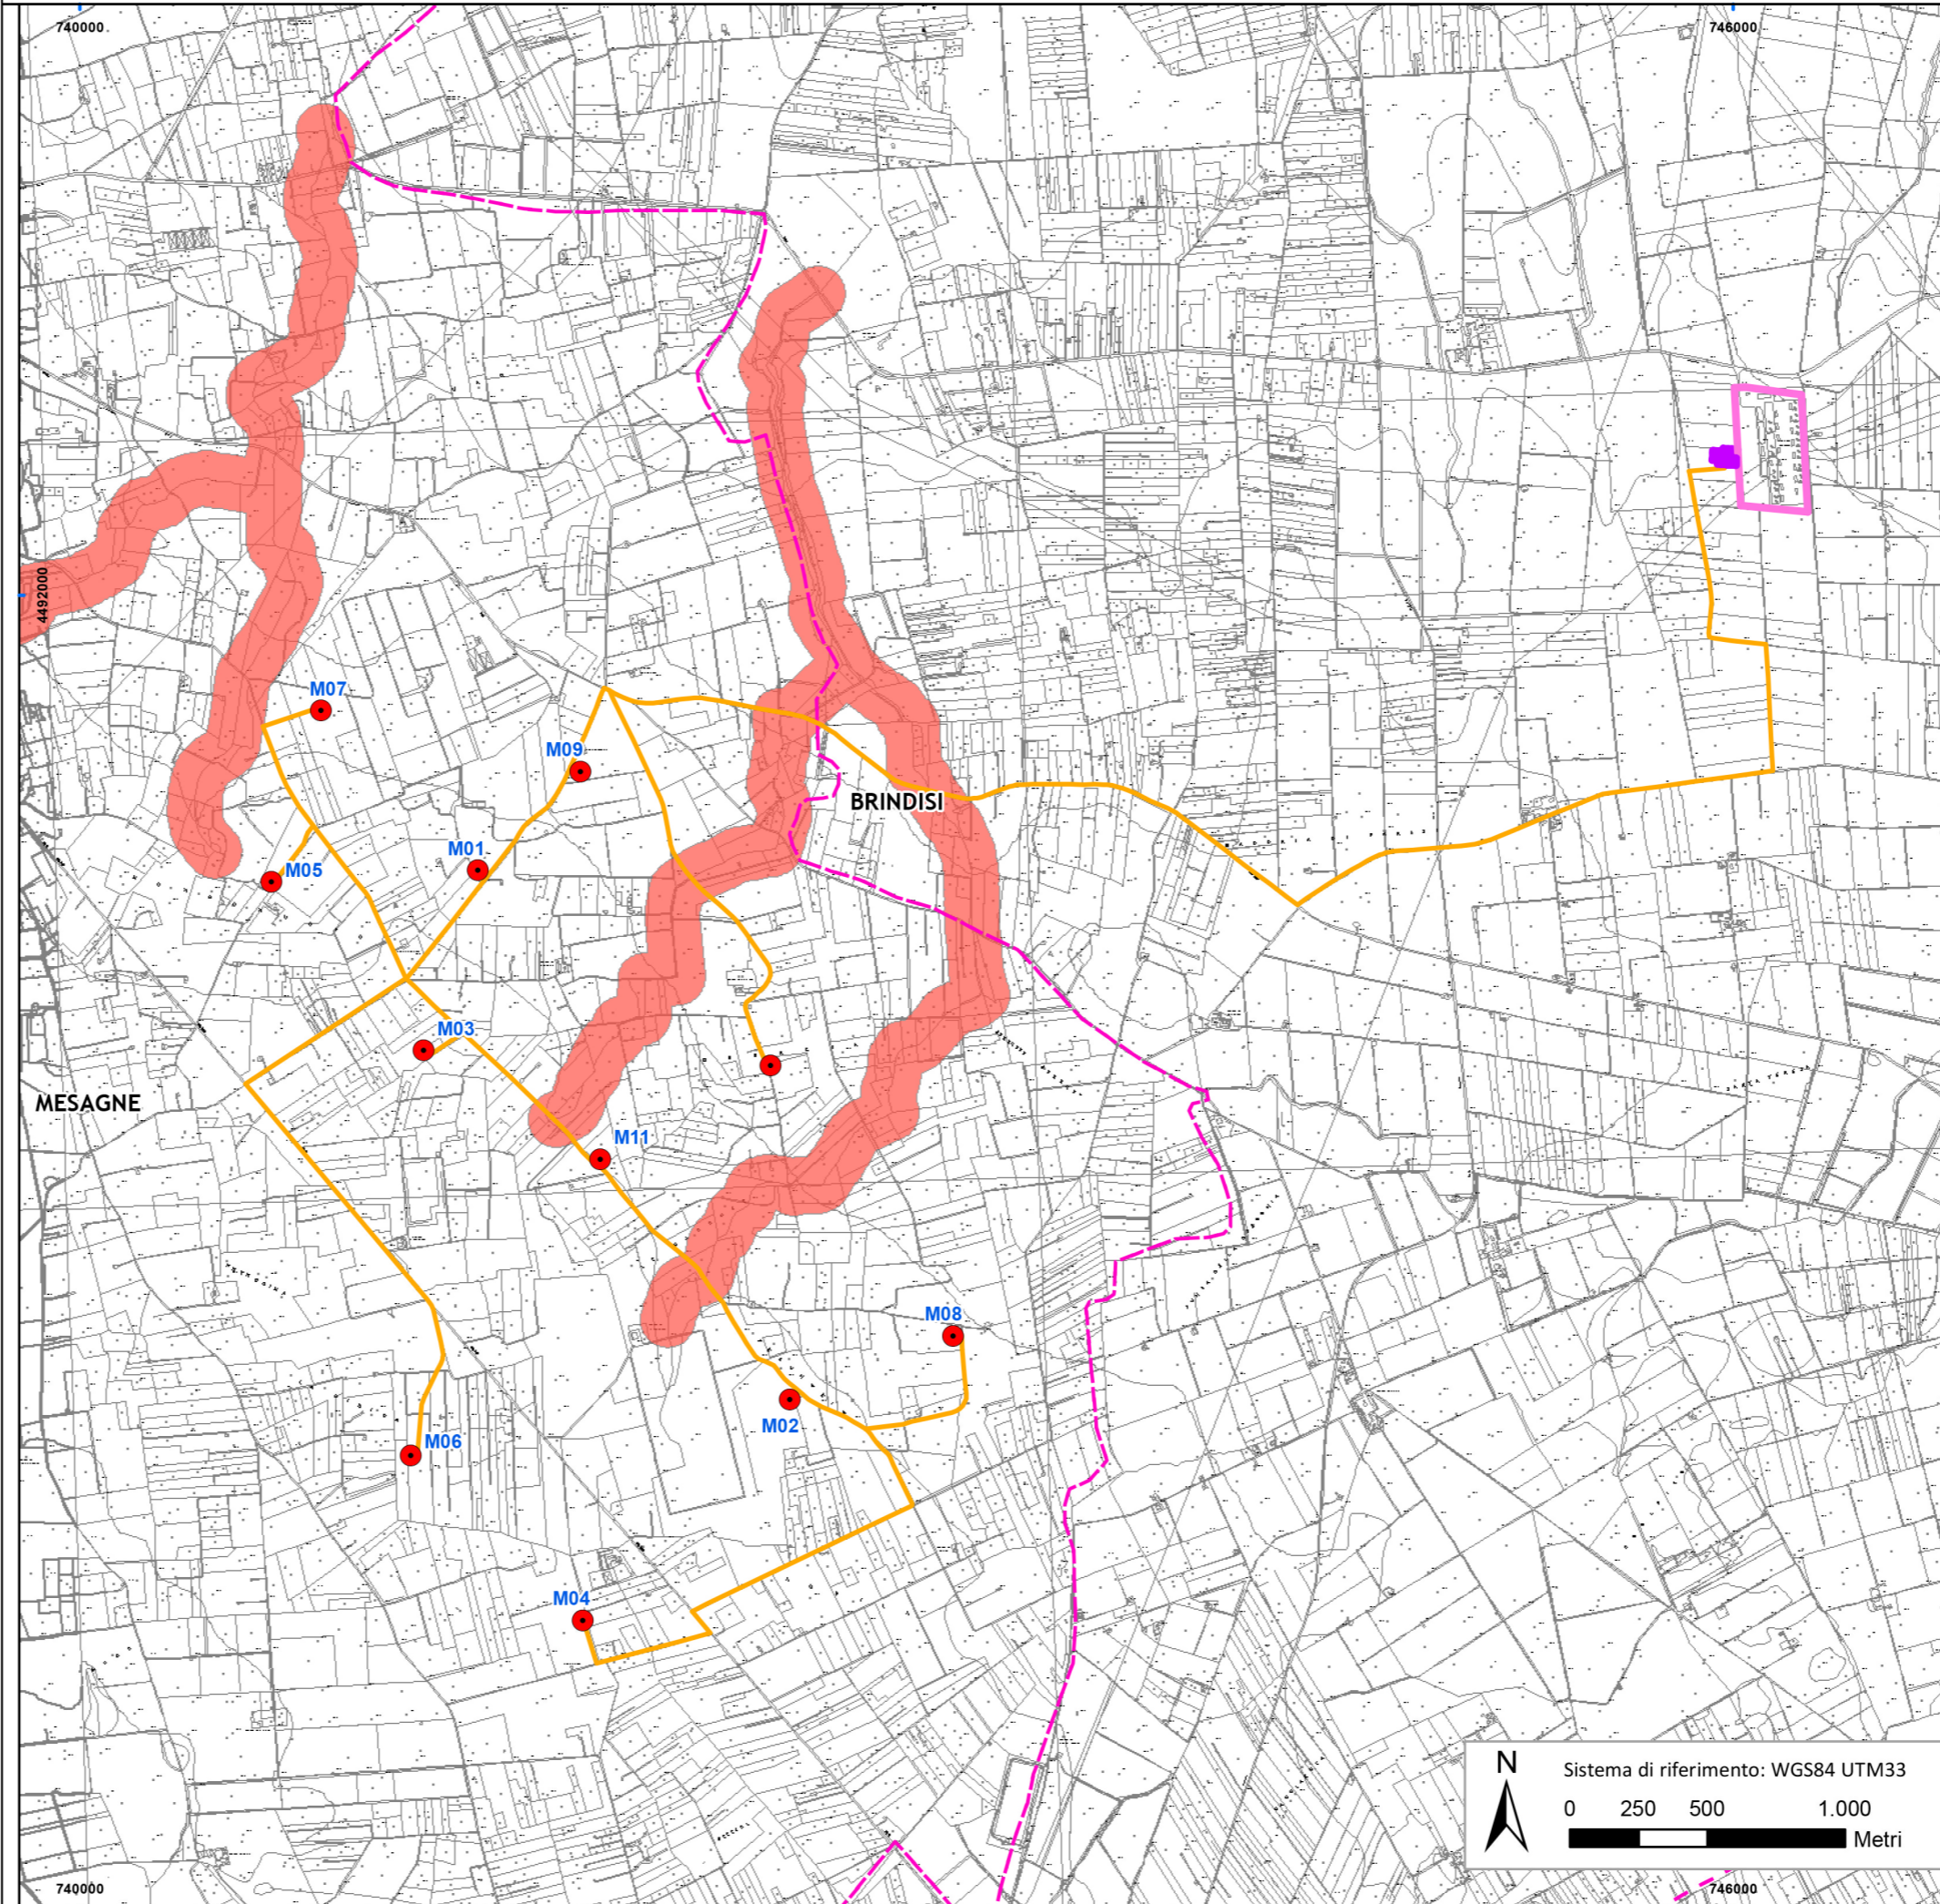 740000
746000
4492000
M07
M09
BRINDISI
M01
M05
M03
MESAGNE
M11
M08
M02
M06
M04
N
Sistema di riferimento: WGS84 UTM33
0 250 500 1.000
Metri
740000
746000